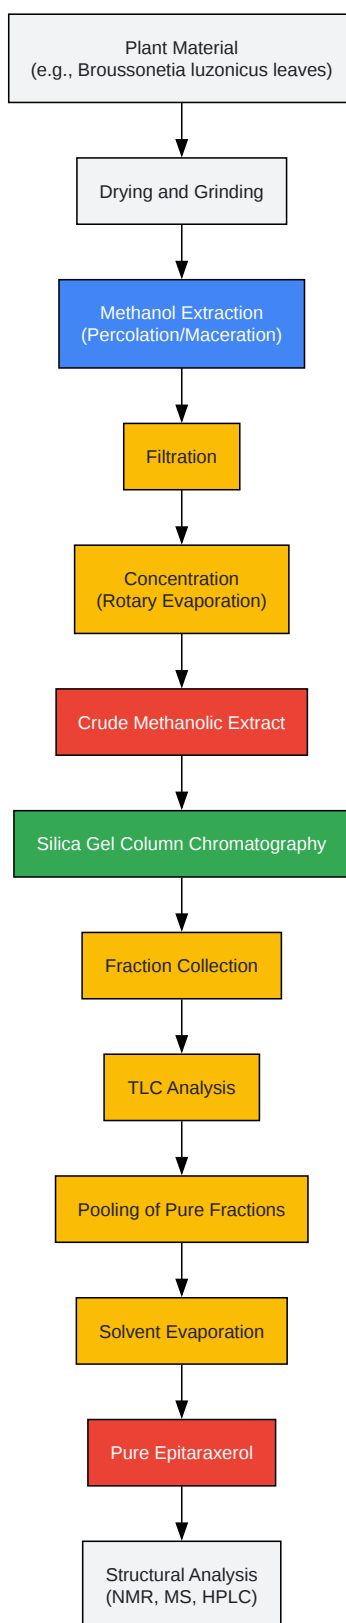 Plant Material
(e.g., Broussonetia luzonicus leaves)
Drying and Grinding
Methanol Extraction
(Percolation/Maceration)
Filtration
Concentration
(Rotary Evaporation)
Crude Methanolic Extract
Silica Gel Column Chromatography
Fraction Collection
TLC Analysis
Pooling of Pure Fractions
Solvent Evaporation
Pure Epitaraxerol
Structural Analysis
(NMR, MS, HPLC)